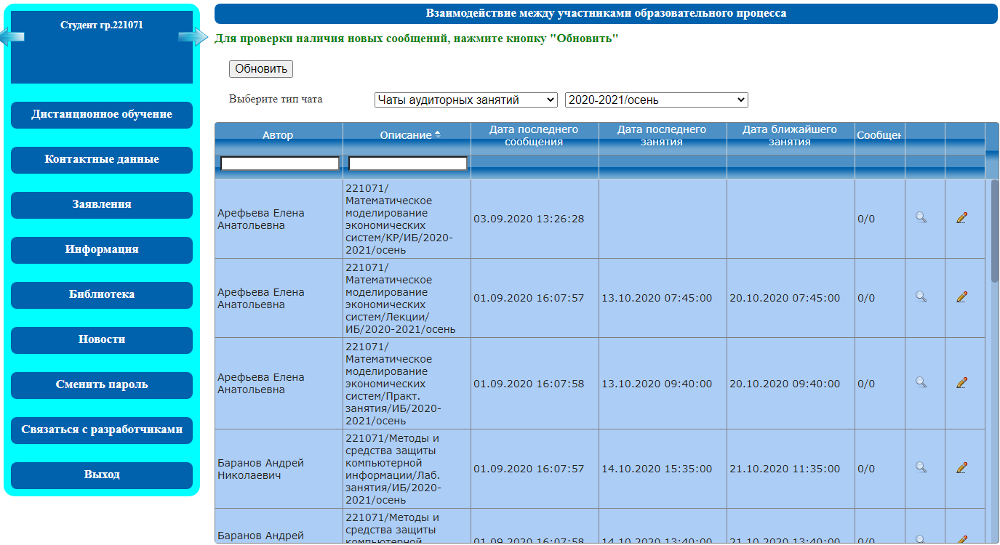 Студент гр.221071
Дистанционное обучение
Контактные данные
Заявления
Информация
Библиотека
Новости
Сменить пароль
Связаться с разработчиками
Выход
Взаимодействие между участниками образовательного процесса
Для проверки наличия новых сообщений, нажмите кнопку "Обновить"
Обновить
Выберите тип чата
Чаты аудиторных занятий
2020-2021/осень
Автор
Описание
Дата последнего
сообщения
Дата последнего
занятия
Дата ближайшего
занятия
Сообщен
Арефьева Елена
Анатольевна
221071/
Математическое
моделирование
экономических
систем/КР/ИБ/2020-
2021/осень
03.09.2020 13:26:28
0/0
Арефьева Елена
Анатольевна
221071/
Математическое
моделирование
экономических
систем/Лекции/
ИБ/2020-2021/осень
01.09.2020 16:07:57
13.10.2020 07:45:00
20.10.2020 07:45:00
0/0
Арефьева Елена
Анатольевна
221071/
Математическое
моделирование
экономических
систем/Практ.
занятия/ИБ/2020-
2021/осень
01.09.2020 16:07:58
13.10.2020 09:40:00
20.10.2020 09:40:00
0/0
Баранов Андрей
Николаевич
221071/Методы и
средства защиты
компьютерной
информации/Лаб.
занятия/ИБ/2020-
2021/осень
01.09.2020 16:07:57
14.10.2020 15:35:00
21.10.2020 11:35:00
0/0
Баранов Андрей
221071/Методы и
средства защиты
компьютерной
01.09.2020 16:07:58
14.10.2020 13:40:00
21.10.2020 13:40:00
0/0